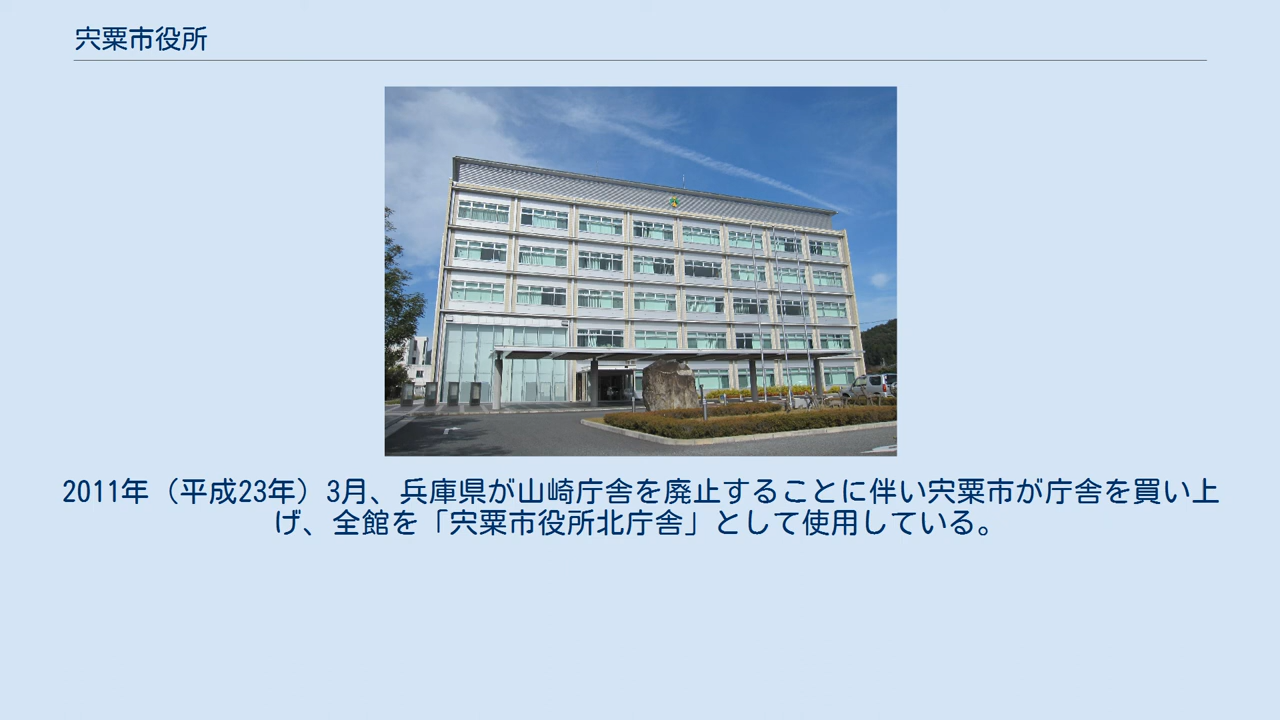 宍粟市役所
2011年（平成23年）3月、兵庫県が山崎庁舎を廃止することに伴い宍粟市が庁舎を買い上
げ、全館を「宍粟市役所北庁舎」として使用している。